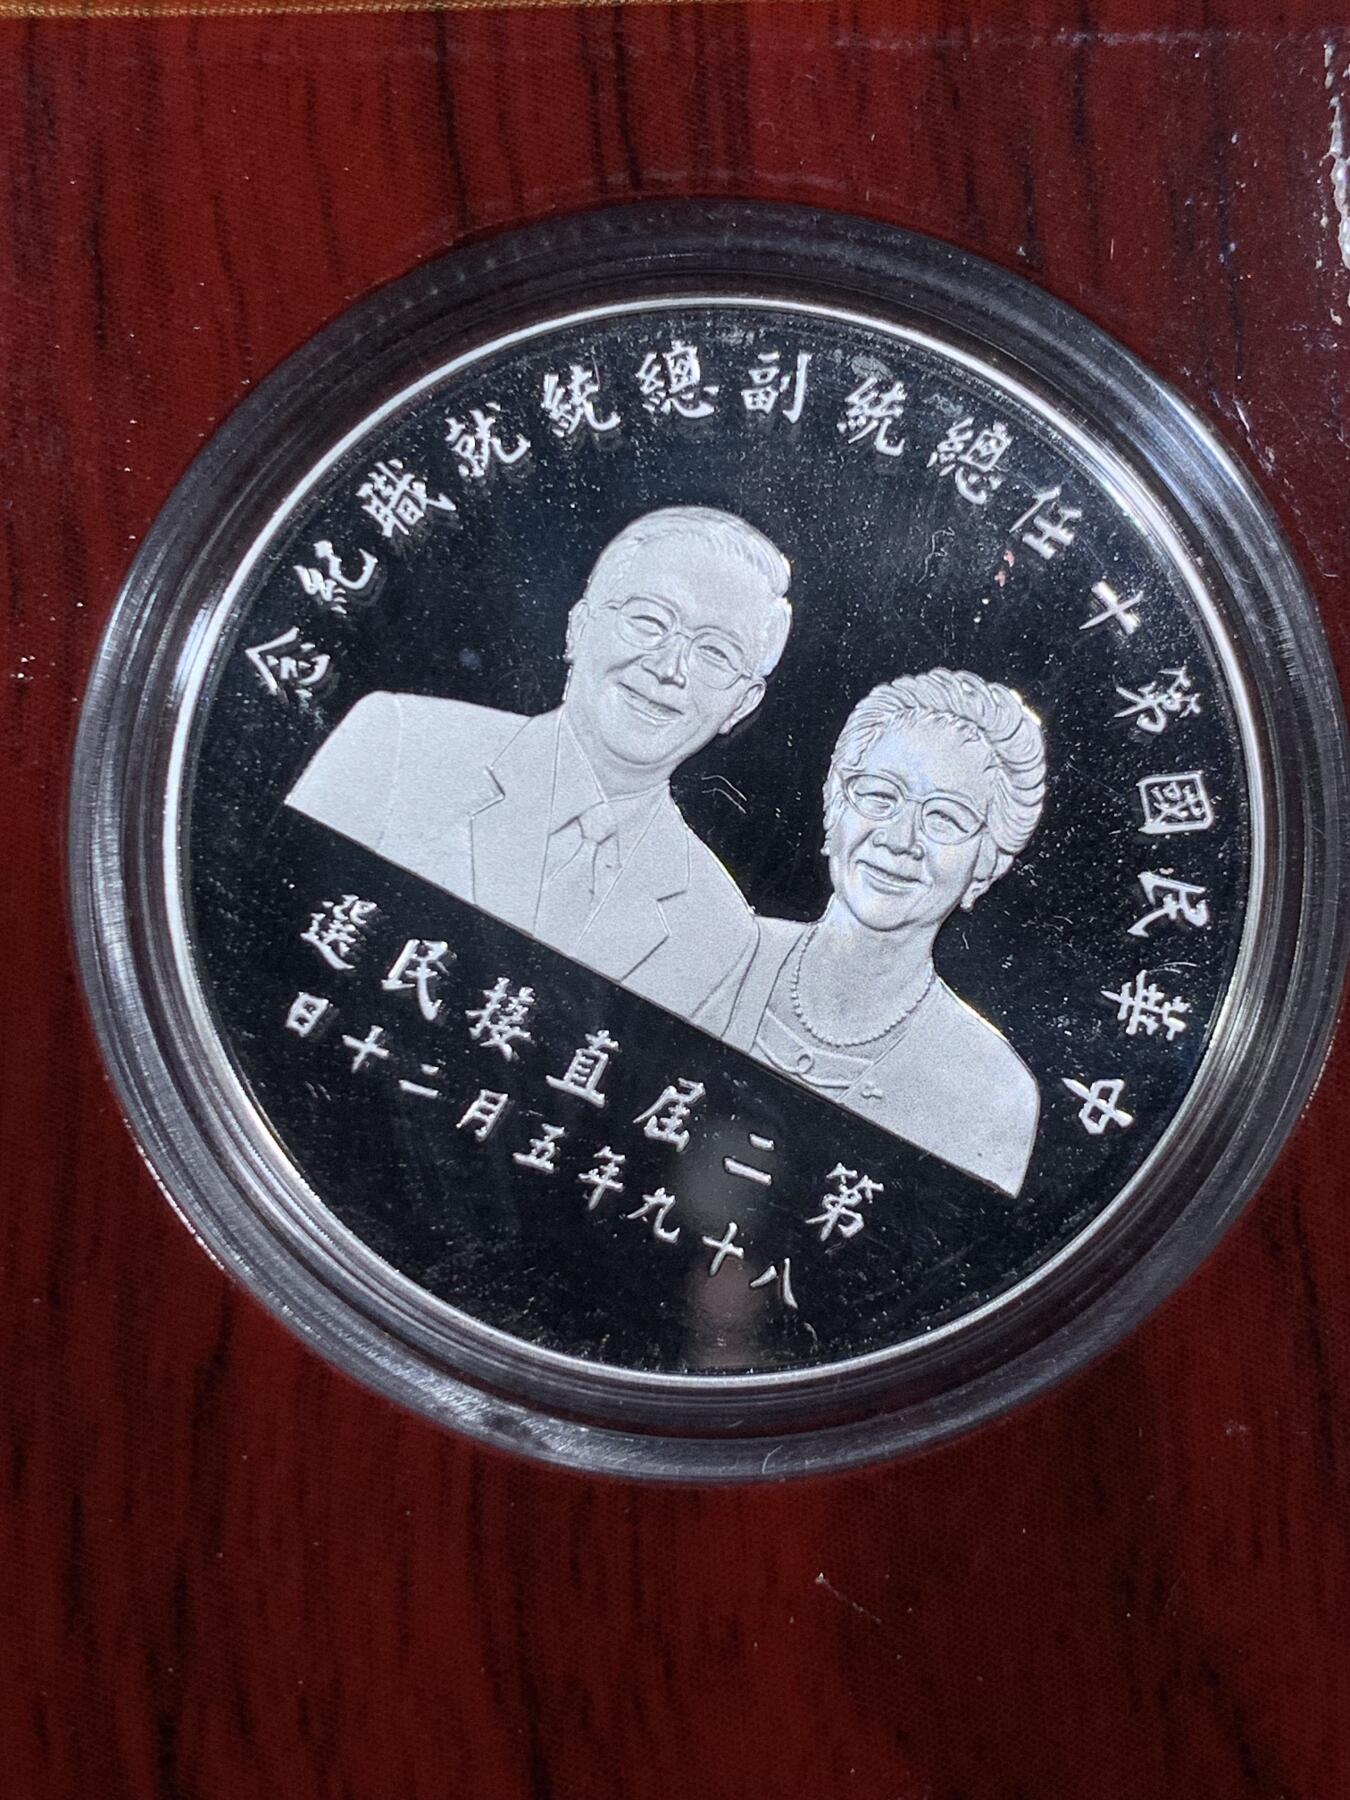 中華民國第十任總統副總統就職紀念
第二屆直接民選
八十九年五月二十日